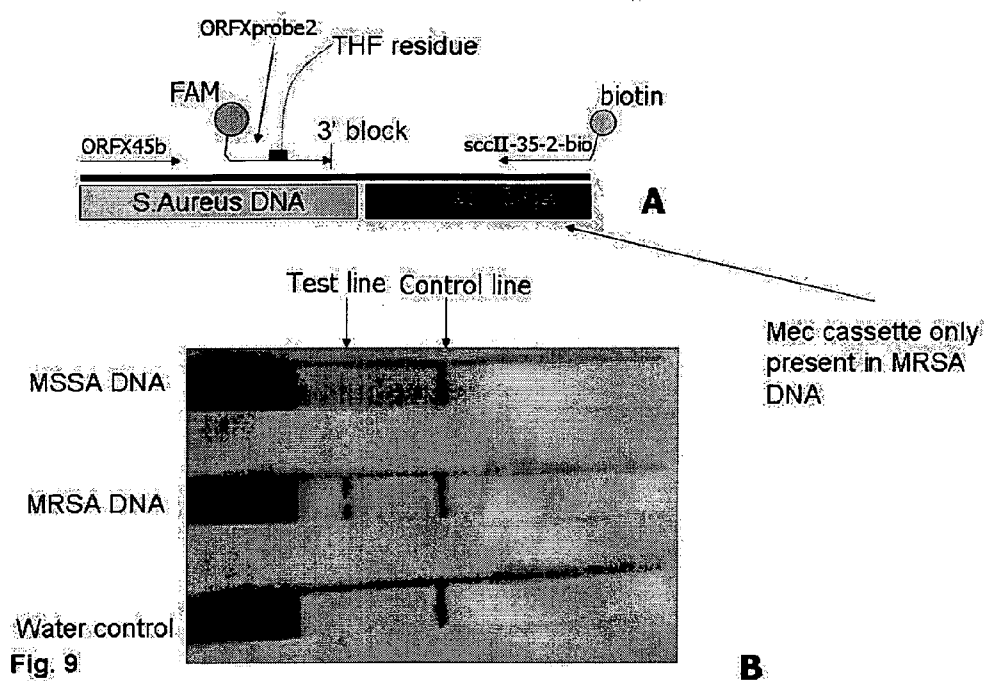 ORFXprobe2
THF residue
FAM
biotin
3' block
ORFX45b
sccII-35-2-bio
S.Aureus DNA
A
Test line
Control line
Mec cassette only
present in MRSA
DNA
MSSA DNA
MRSA DNA
Water control
Fig. 9
B